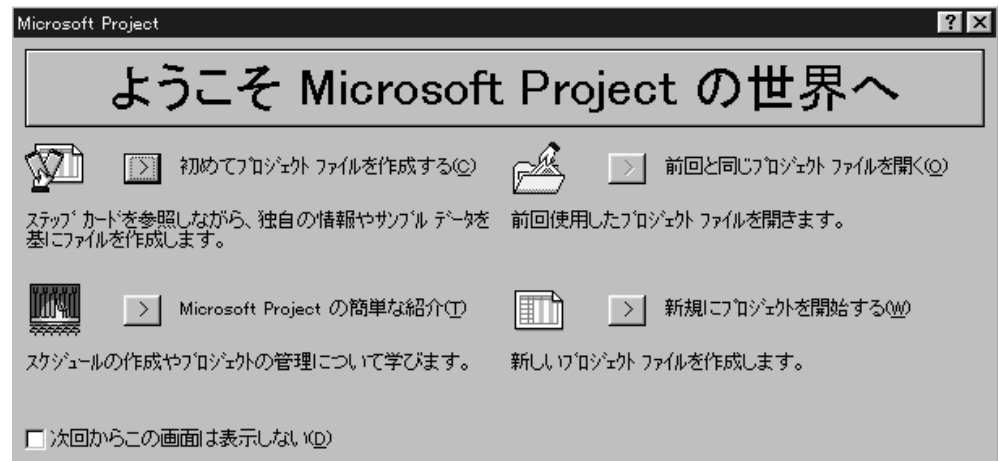 Microsoft Project
ようこそ Microsoft Project の世界へ
初めてﾌﾟﾛｼﾞｪｸﾄ ﾌｧｲﾙを作成する(C)
ｽﾃｯﾌﾟ ｶｰﾄﾞを参照しながら、独自の情報やｻﾝﾌﾟﾙ ﾃﾞｰﾀを
基にﾌｧｲﾙを作成します。
前回と同じﾌﾟﾛｼﾞｪｸﾄ ﾌｧｲﾙを開く(O)
前回使用したﾌﾟﾛｼﾞｪｸﾄ ﾌｧｲﾙを開きます。
Microsoft Project の簡単な紹介(T)
ｽｹｼﾞｭｰﾙの作成やﾌﾟﾛｼﾞｪｸﾄの管理について学びます。
新規にﾌﾟﾛｼﾞｪｸﾄを開始する(W)
新しいﾌﾟﾛｼﾞｪｸﾄ ﾌｧｲﾙを作成します。
次回からこの画面は表示しない(D)